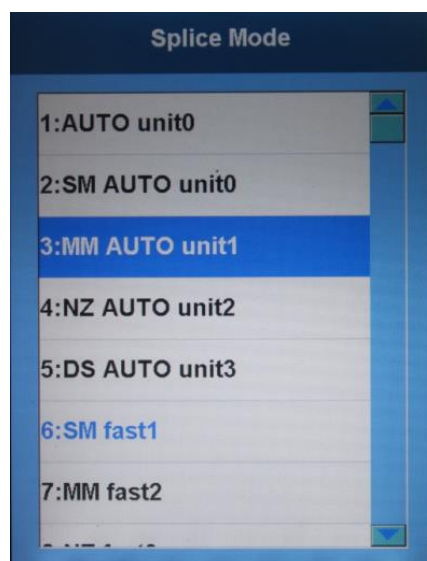 Splice Mode
1:AUTO unit0
2:SM AUTO unit0
3:MM AUTO unit1
4:NZ AUTO unit2
5:DS AUTO unit3
6:SM fast1
7:MM fast2